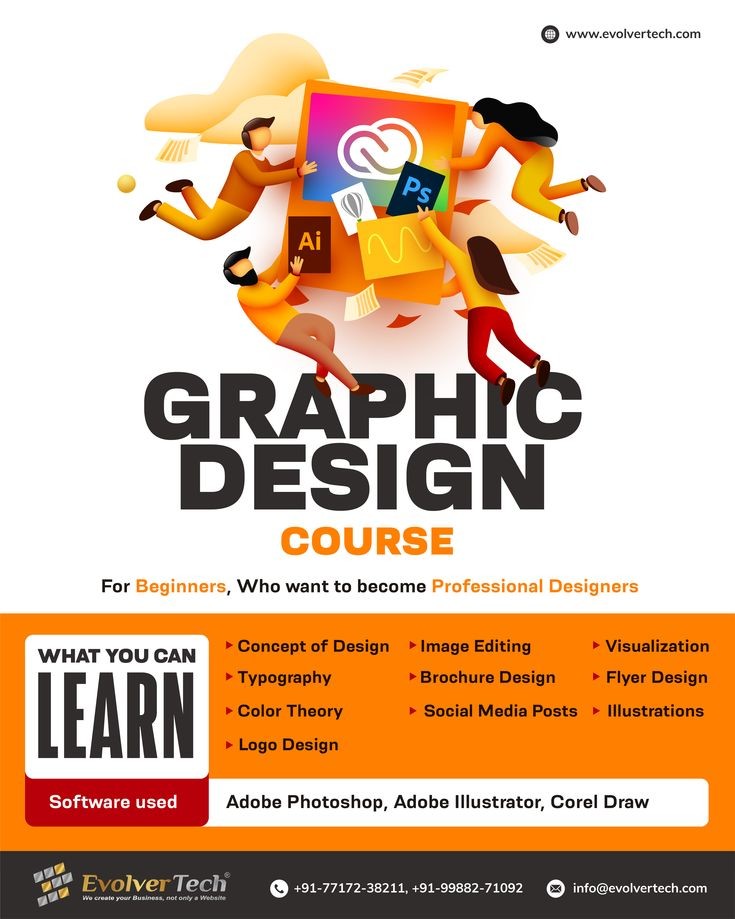 www.evolvertech.com
Ps
Ai
GRAPHIC
DESIGN
COURSE
For Beginners, Who want to become Professional Designers
WHAT YOU CAN
LEARN
Concept of Design
Image Editing
Visualization
Typography
Brochure Design
Flyer Design
Color Theory
Social Media Posts
Illustrations
Logo Design
Software used
Adobe Photoshop, Adobe Illustrator, Corel Draw
EvolverTech®
We create your Business, not only a Website
+91-77172-38211, +91-99882-71092
info@evolvertech.com